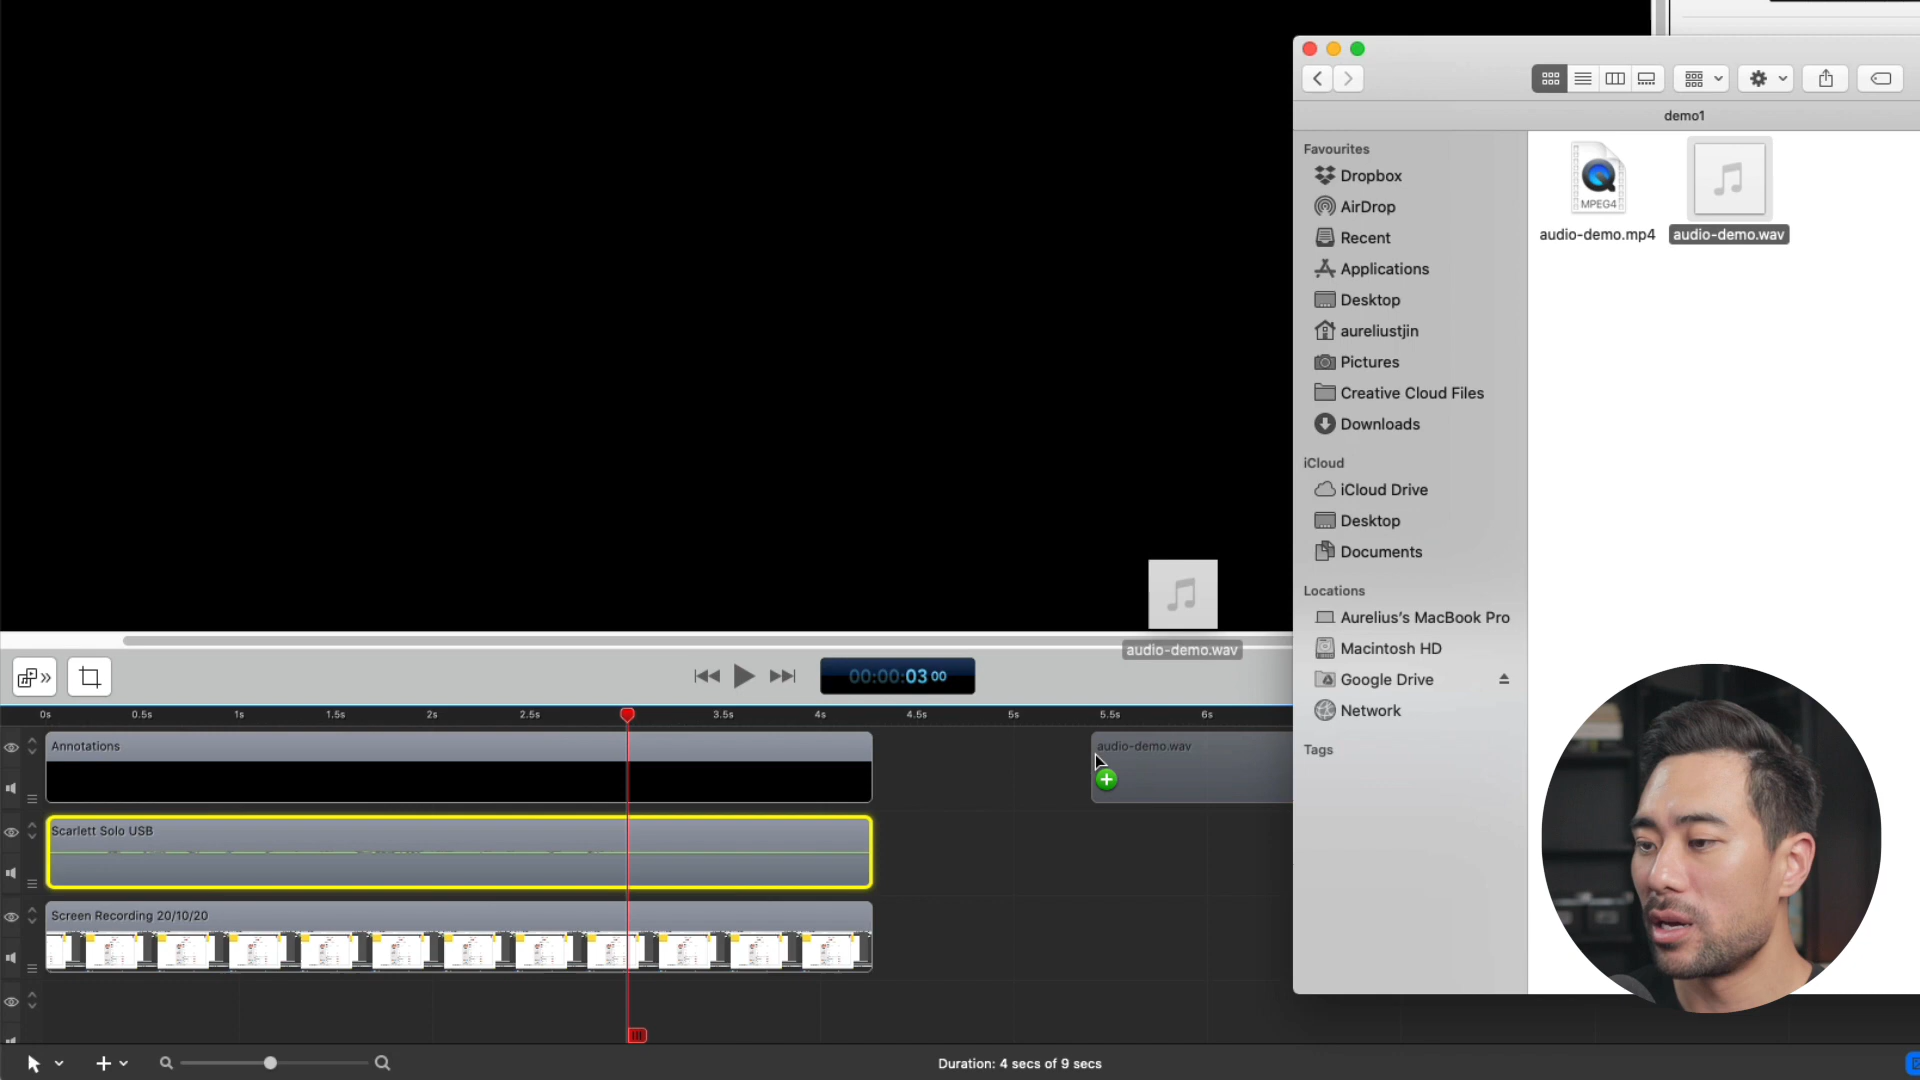 demo1
Favourites
Dropbox
AirDrop
Recent
Applications
Desktop
aureliustjin
Pictures
Creative Cloud Files
Downloads
iCloud
iCloud Drive
Desktop
Documents
Locations
Aurelius's MacBook Pro
Macintosh HD
Google Drive
Network
Tags
MPEG4
audio-demo.mp4
audio-demo.wav
audio-demo.wav
00:00:03 00
0s 0.5s 1s 1.5s 2s 2.5s 3.5s 4s 4.5s 5s 5.5s 6s
Annotations
audio-demo.wav
Scarlett Solo USB
Screen Recording 20/10/20
Duration: 4 secs of 9 secs